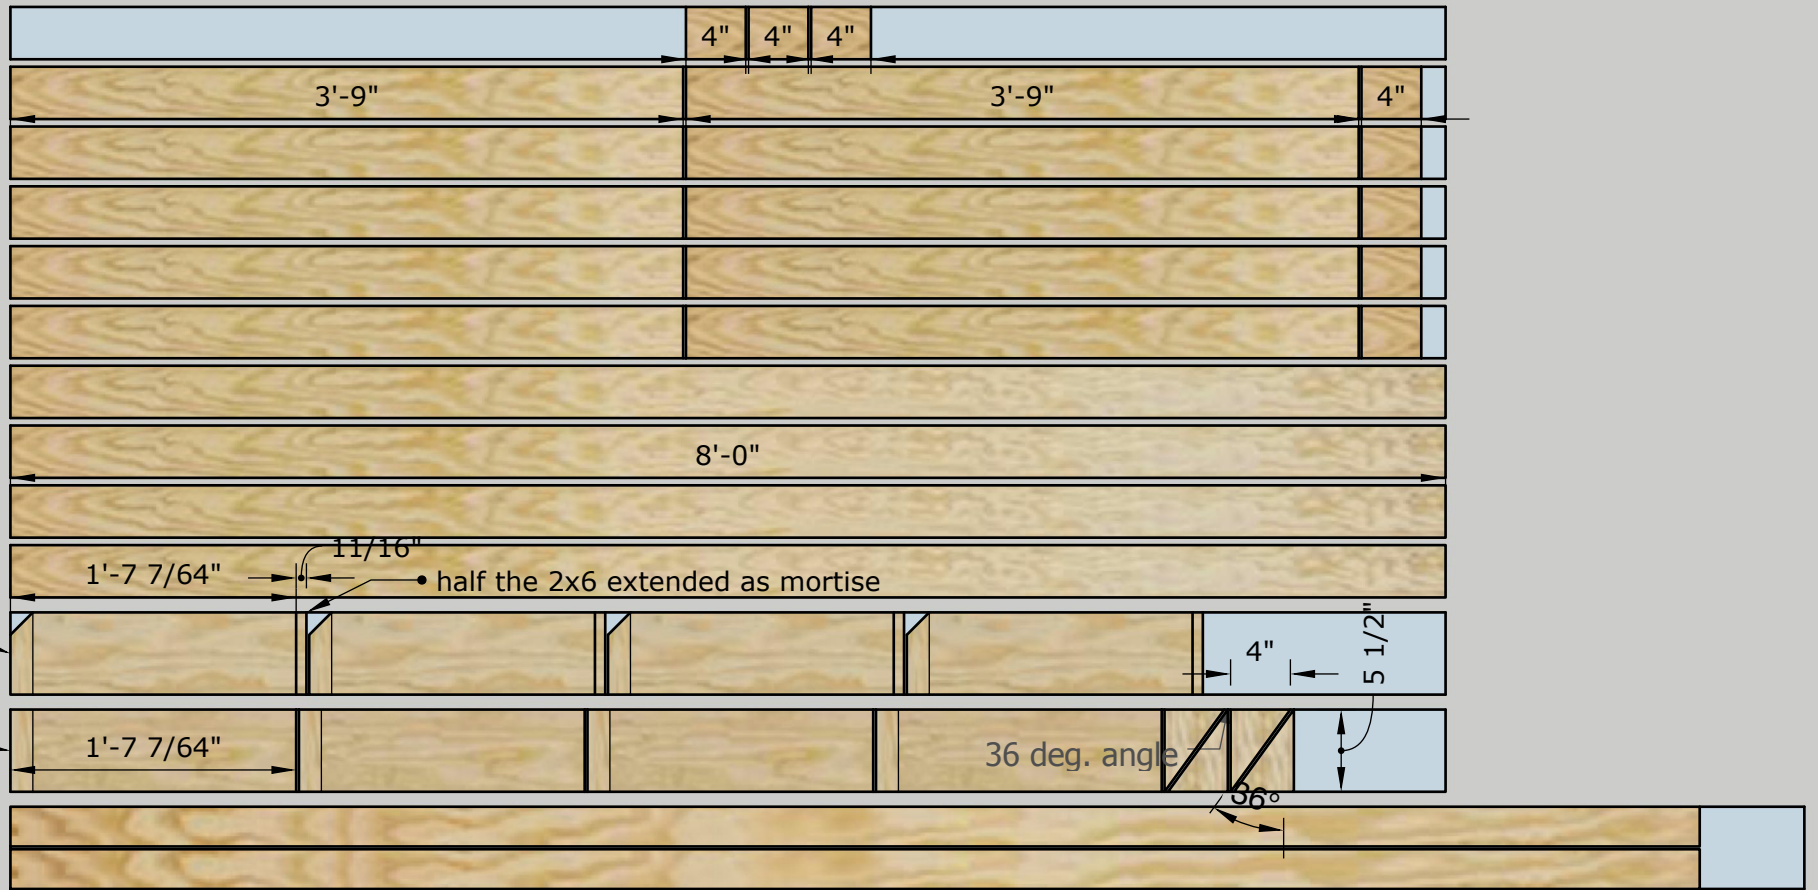 4" 4" 4"
3'-9" 3'-9" 4"
8'-0"
11/16"
1'-7 7/64"
half the 2x6 extended as mortise
4"
5 1/2"
1'-7 7/64"
36 deg. angle
36°